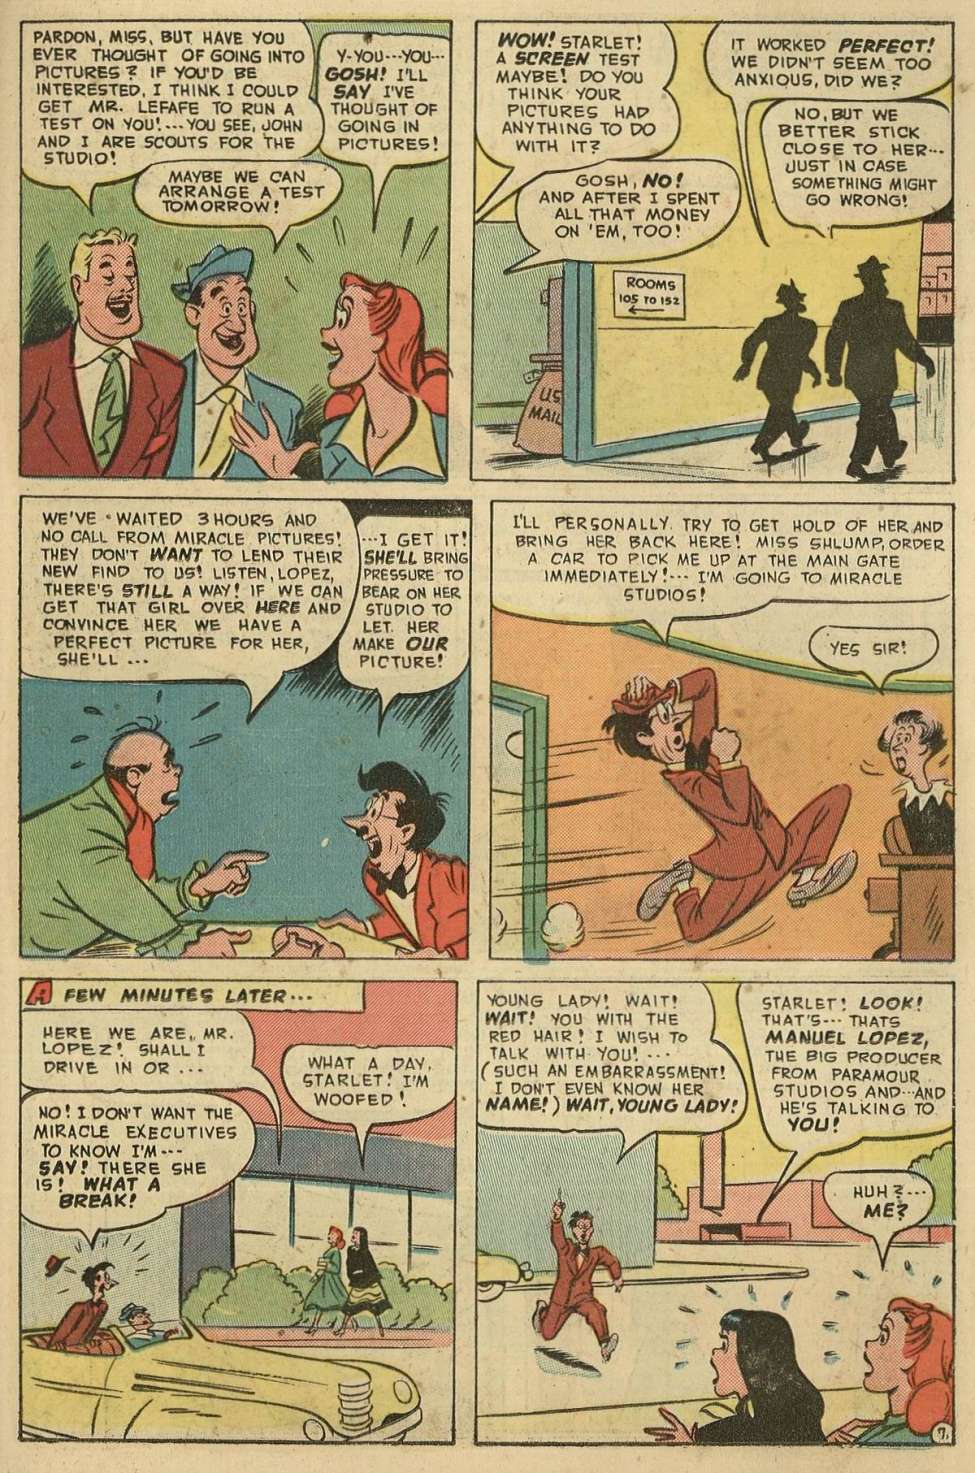 PARDON, MISS, BUT HAVE YOU
EVER THOUGHT OF GOING INTO
PICTURES? IF YOU'D BE
INTERESTED, I THINK I COULD
GET MR. LEFAFE TO RUN A
TEST ON YOU!---YOU SEE, JOHN
AND I ARE SCOUTS FOR THE
STUDIO!
MAYBE WE CAN
ARRANGE A TEST
TOMORROW!
Y-YOU---YOU--
GOSH! I'LL
SAY I'VE
THOUGHT OF
GOING IN
PICTURES!
WOW! STARLET!
A SCREEN TEST
MAYBE! DO YOU
THINK YOUR
PICTURES HAD
ANYTHING TO DO
WITH IT?
GOSH, NO!
AND AFTER I SPENT
ALL THAT MONEY
ON 'EM, TOO!
IT WORKED PERFECT!
WE DIDN'T SEEM TOO
ANXIOUS, DID WE?
NO, BUT WE
BETTER STICK
CLOSE TO HER--
JUST IN CASE
SOMETHING MIGHT
GO WRONG!
ROOMS
105 TO 152
U.S.
MAIL
WE'VE WAITED 3 HOURS AND
NO CALL FROM MIRACLE PICTURES!
THEY DON'T WANT TO LEND THEIR
NEW FIND TO US! LISTEN, LOPEZ,
THERE'S STILL A WAY! IF WE CAN
GET THAT GIRL OVER HERE AND
CONVINCE HER WE HAVE A
PERFECT PICTURE FOR HER,
SHE'LL ---
---I GET IT!
SHE'LL BRING
PRESSURE TO
BEAR ON HER
STUDIO TO
LET HER
MAKE OUR
PICTURE!
I'LL PERSONALLY TRY TO GET HOLD OF HER AND
BRING HER BACK HERE! MISS SHLUMP, ORDER
A CAR TO PICK ME UP AT THE MAIN GATE
IMMEDIATELY!--- I'M GOING TO MIRACLE
STUDIOS!
YES SIR!
A FEW MINUTES LATER---
HERE WE ARE, MR.
LOPEZ! SHALL I
DRIVE IN OR ---
WHAT A DAY,
STARLET! I'M
WOOFED!
NO! I DON'T WANT THE
MIRACLE EXECUTIVES
TO KNOW I'M---
SAY! THERE SHE
IS! WHAT A
BREAK!
YOUNG LADY! WAIT!
WAIT! YOU WITH THE
RED HAIR! I WISH TO
TALK WITH YOU! ---
(SUCH AN EMBARRASSMENT!
I DON'T EVEN KNOW HER
NAME!) WAIT, YOUNG LADY!
STARLET! LOOK!
THAT'S--- THATS
MANUEL LOPEZ,
THE BIG PRODUCER
FROM PARAMOUR
STUDIOS AND---AND
HE'S TALKING TO
YOU!
HUH?---
ME?
7.